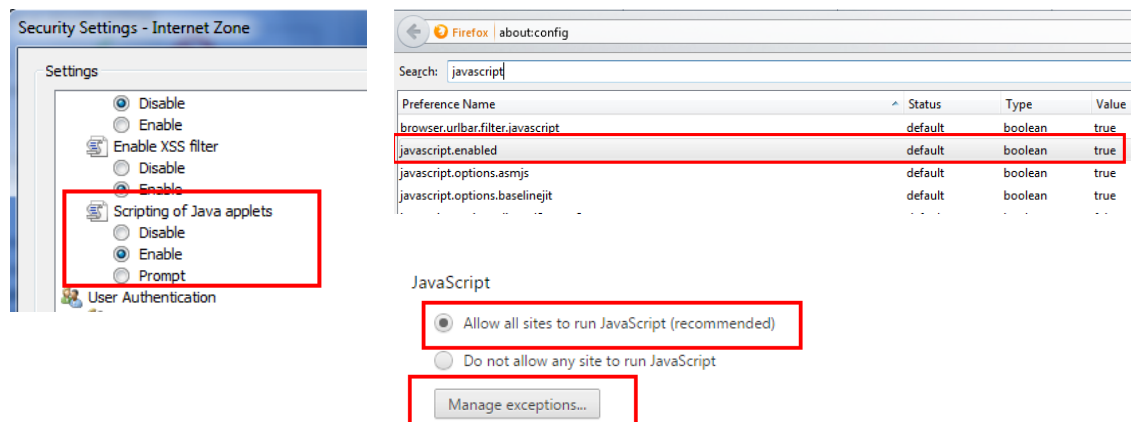 Security Settings - Internet Zone
Settings
Disable
Enable
Enable XSS filter
Disable
Enable
Scripting of Java applets
Disable
Enable
Prompt
User Authentication
Firefox about:config
Search: javascript
Preference Name Status Type Value
browser.urlbar.filter.javascript default boolean true
javascript.enabled default boolean true
javascript.options.asmjs default boolean true
javascript.options.baselinejit default boolean true
JavaScript
Allow all sites to run JavaScript (recommended)
Do not allow any site to run JavaScript
Manage exceptions...